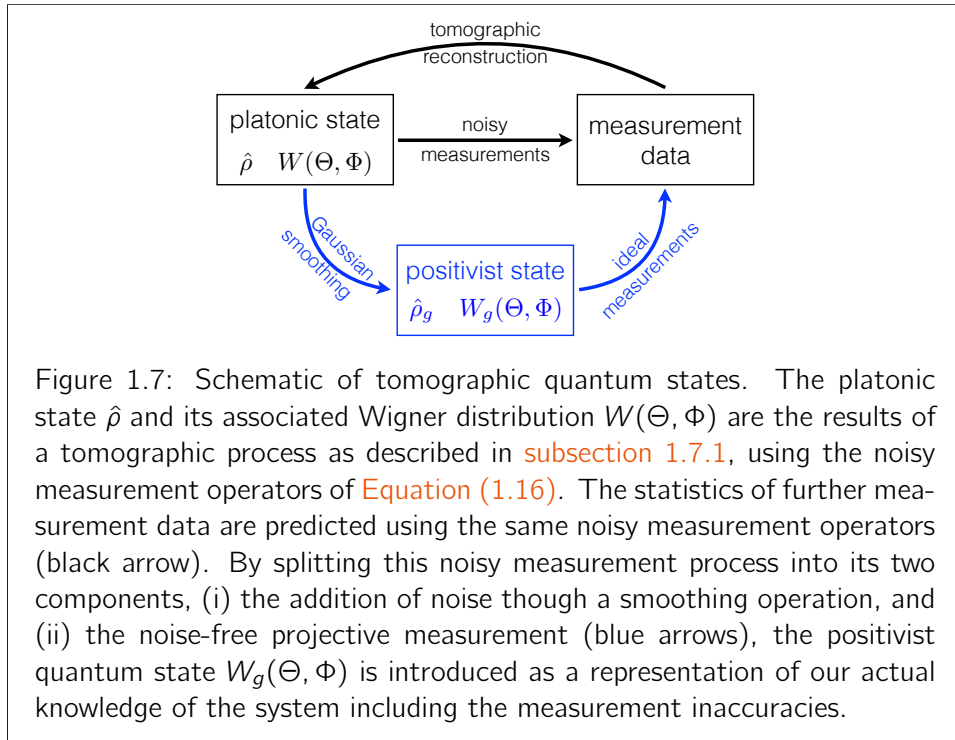 tomographic
reconstruction
platonic state
ρ̂ W(Θ, Φ)
noisy
measurements
measurement
data
Gaussian
smoothing
positivist state
ρ̂_g W_g(Θ, Φ)
ideal
measurements
Figure 1.7: Schematic of tomographic quantum states. The platonic
state ρ̂ and its associated Wigner distribution W(Θ, Φ) are the results of
a tomographic process as described in subsection 1.7.1, using the noisy
measurement operators of Equation (1.16). The statistics of further mea-
surement data are predicted using the same noisy measurement operators
(black arrow). By splitting this noisy measurement process into its two
components, (i) the addition of noise though a smoothing operation, and
(ii) the noise-free projective measurement (blue arrows), the positivist
quantum state W_g(Θ, Φ) is introduced as a representation of our actual
knowledge of the system including the measurement inaccuracies.